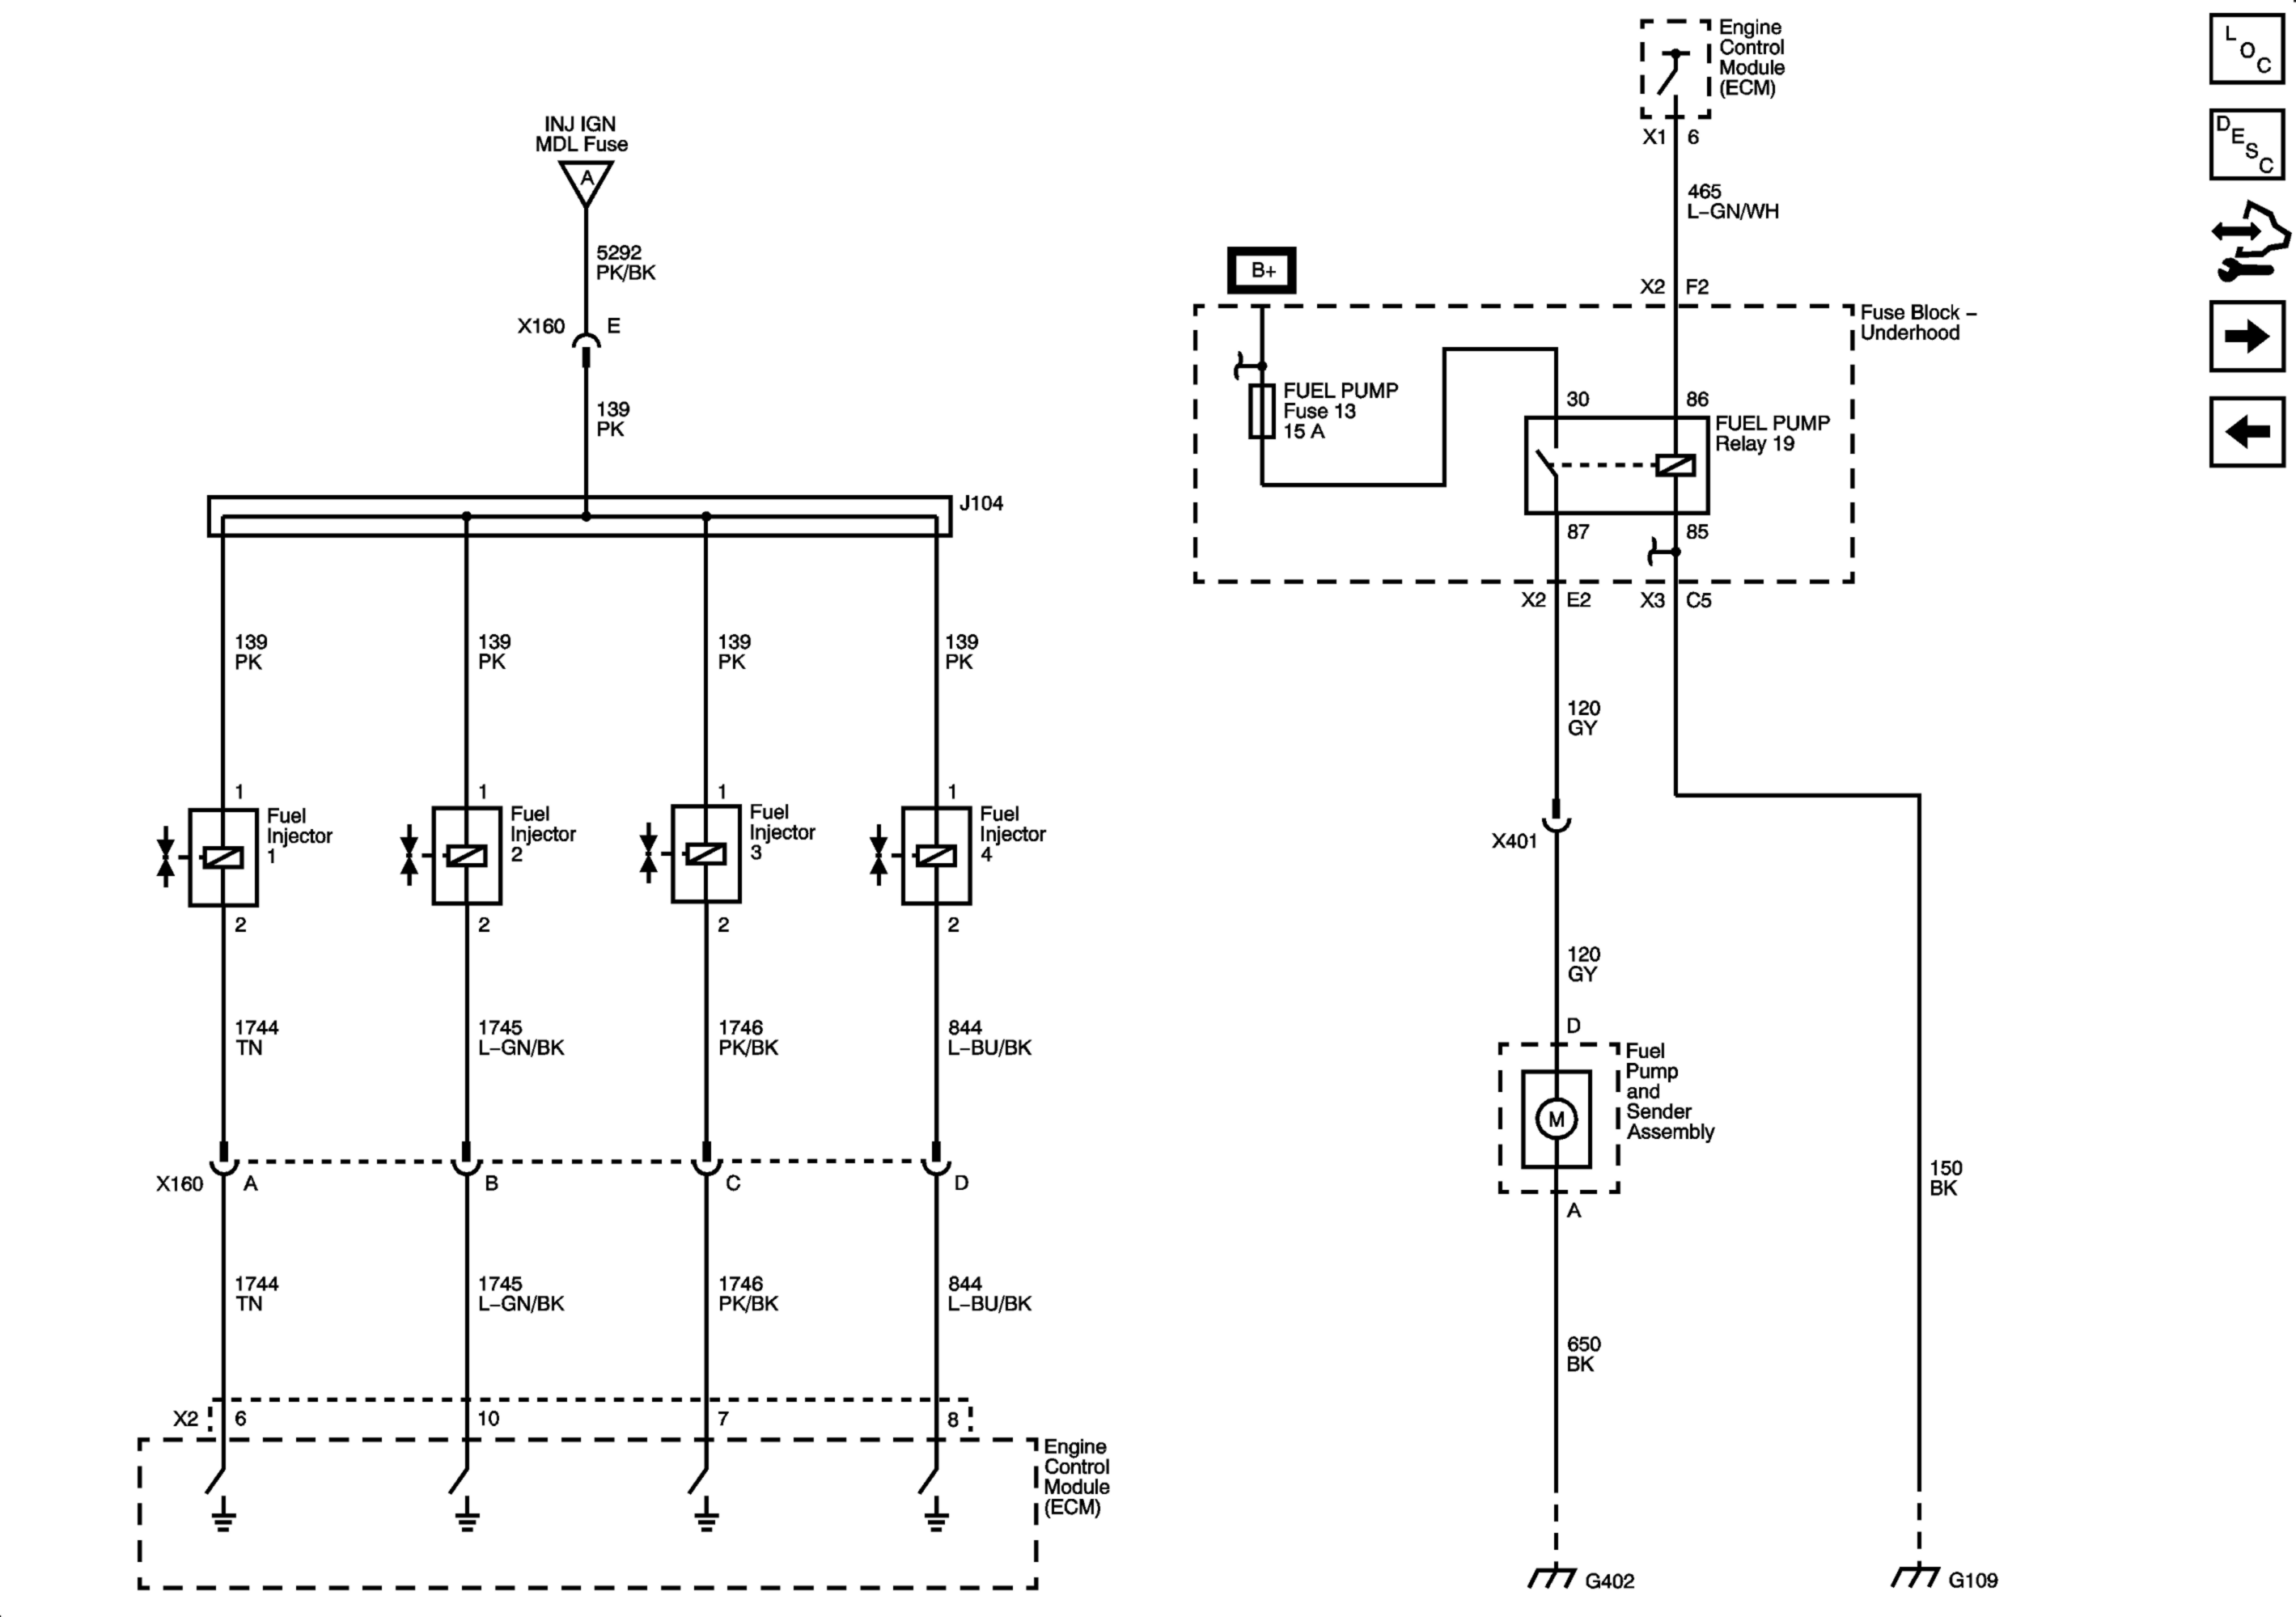 INJ IGN
MDL Fuse
A
5292
PK/BK
X160 E
139
PK
J104
139
PK
139
PK
139
PK
139
PK
1
Fuel
Injector
1
2
1
Fuel
Injector
2
2
1
Fuel
Injector
3
2
1
Fuel
Injector
4
2
1744
TN
1745
L–GN/BK
1746
PK/BK
844
L–BU/BK
X160 A B C D
1744
TN
1745
L–GN/BK
1746
PK/BK
844
L–BU/BK
X2 6 10 7 8
Engine
Control
Module
(ECM)
Engine
Control
Module
(ECM)
X1 6
465
L–GN/WH
B+
X2 F2
Fuse Block –
Underhood
FUEL PUMP
Fuse 13
15 A
30 86
FUEL PUMP
Relay 19
87 85
X2 E2 X3 C5
120
GY
X401
120
GY
D
Fuel
Pump
and
Sender
Assembly
M
A
150
BK
650
BK
G402
G109
LOC
DESC